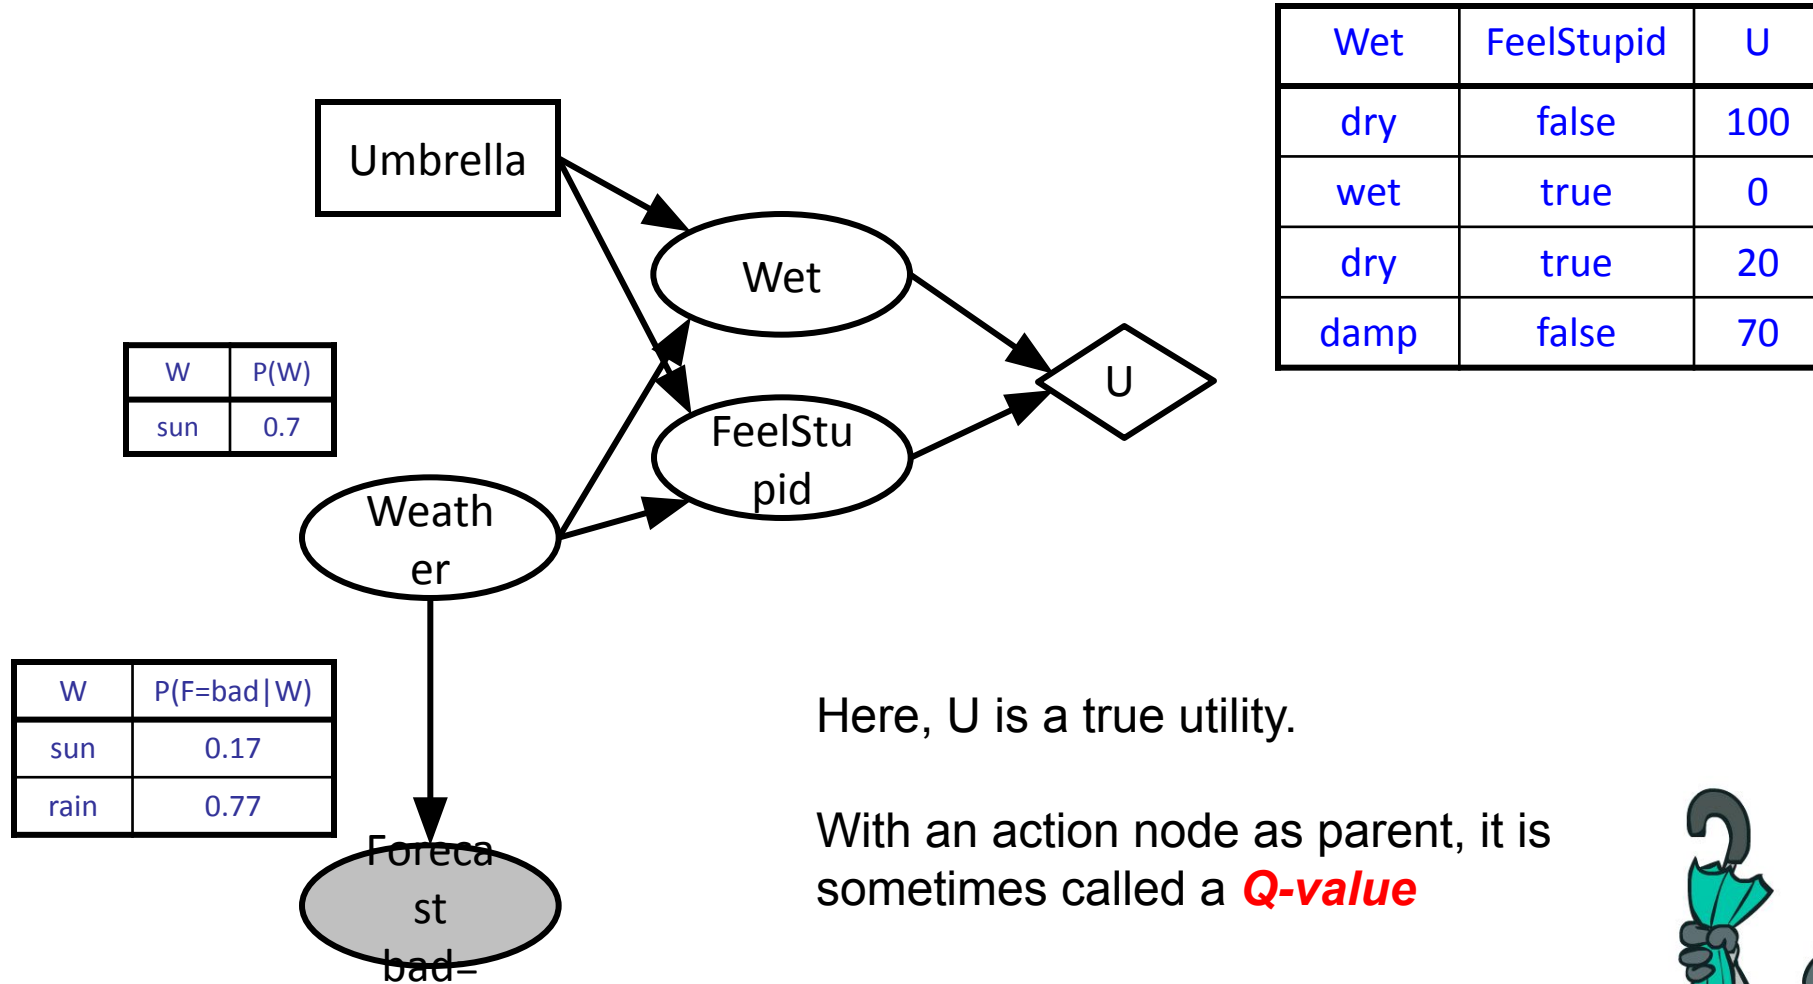 Wet FeelStupid U
dry false 100
wet true 0
dry true 20
damp false 70
Umbrella
Wet
U
FeelStu
pid
W P(W)
sun 0.7
Weath
er
W P(F=bad|W)
sun 0.17
rain 0.77
Foreca
st
bad=
Here, U is a true utility.
With an action node as parent, it is
sometimes called a Q-value